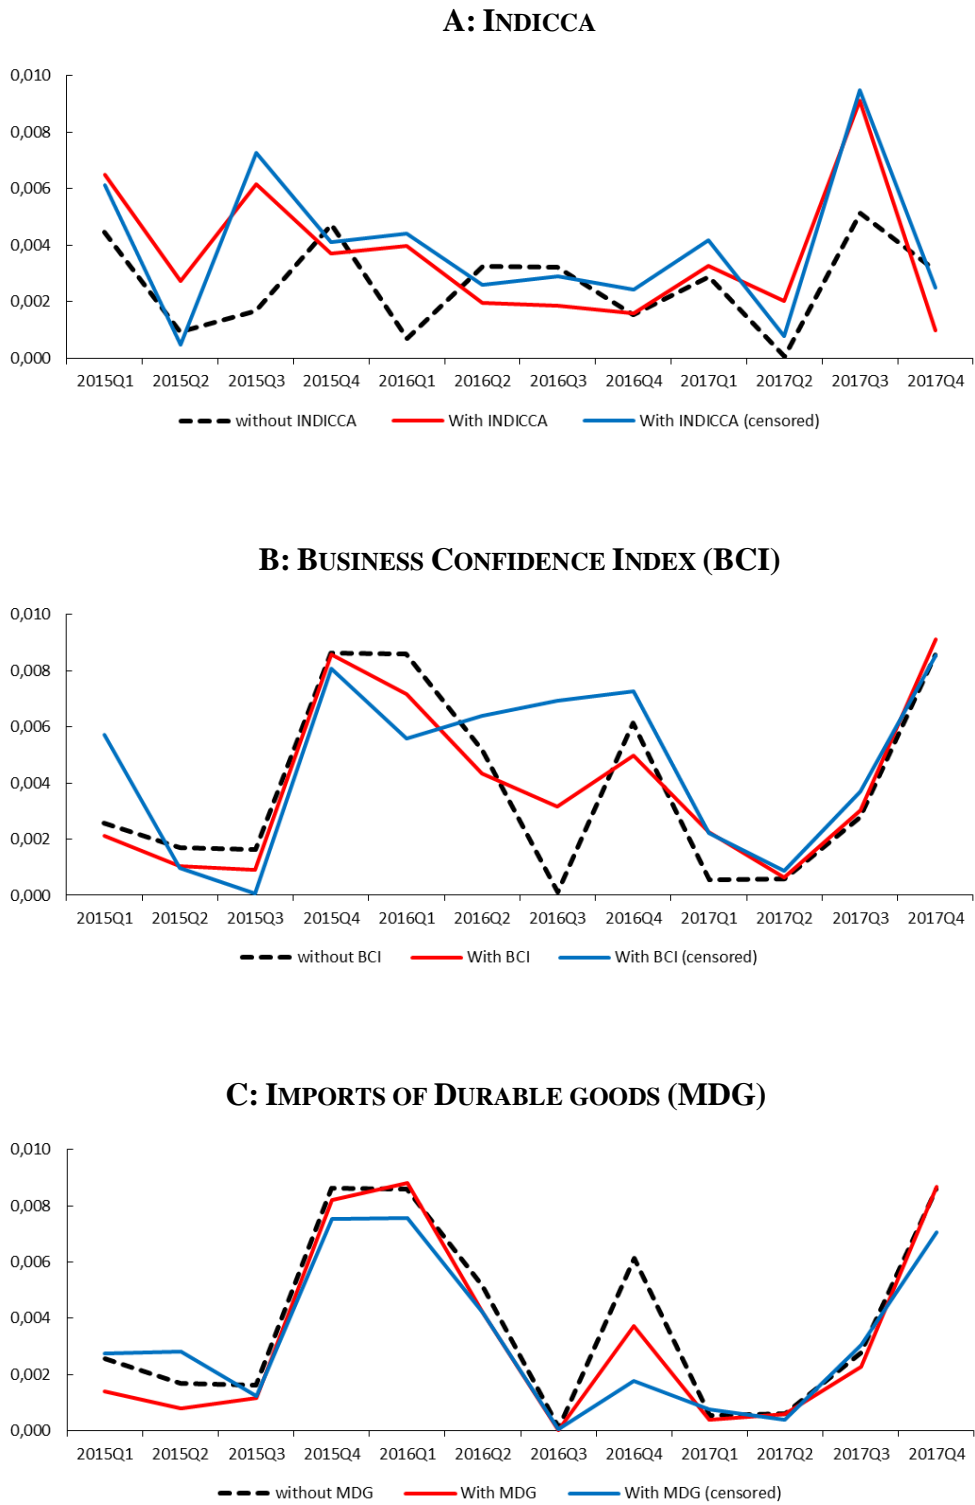 A: INDICCA
0,010
0,008
0,006
0,004
0,002
0,000
2015Q1 2015Q2 2015Q3 2015Q4 2016Q1 2016Q2 2016Q3 2016Q4 2017Q1 2017Q2 2017Q3 2017Q4
without INDICCA With INDICCA With INDICCA (censored)
B: BUSINESS CONFIDENCE INDEX (BCI)
0,010
0,008
0,006
0,004
0,002
0,000
2015Q1 2015Q2 2015Q3 2015Q4 2016Q1 2016Q2 2016Q3 2016Q4 2017Q1 2017Q2 2017Q3 2017Q4
without BCI With BCI With BCI (censored)
C: IMPORTS OF DURABLE GOODS (MDG)
0,010
0,008
0,006
0,004
0,002
0,000
2015Q1 2015Q2 2015Q3 2015Q4 2016Q1 2016Q2 2016Q3 2016Q4 2017Q1 2017Q2 2017Q3 2017Q4
without MDG With MDG With MDG (censored)